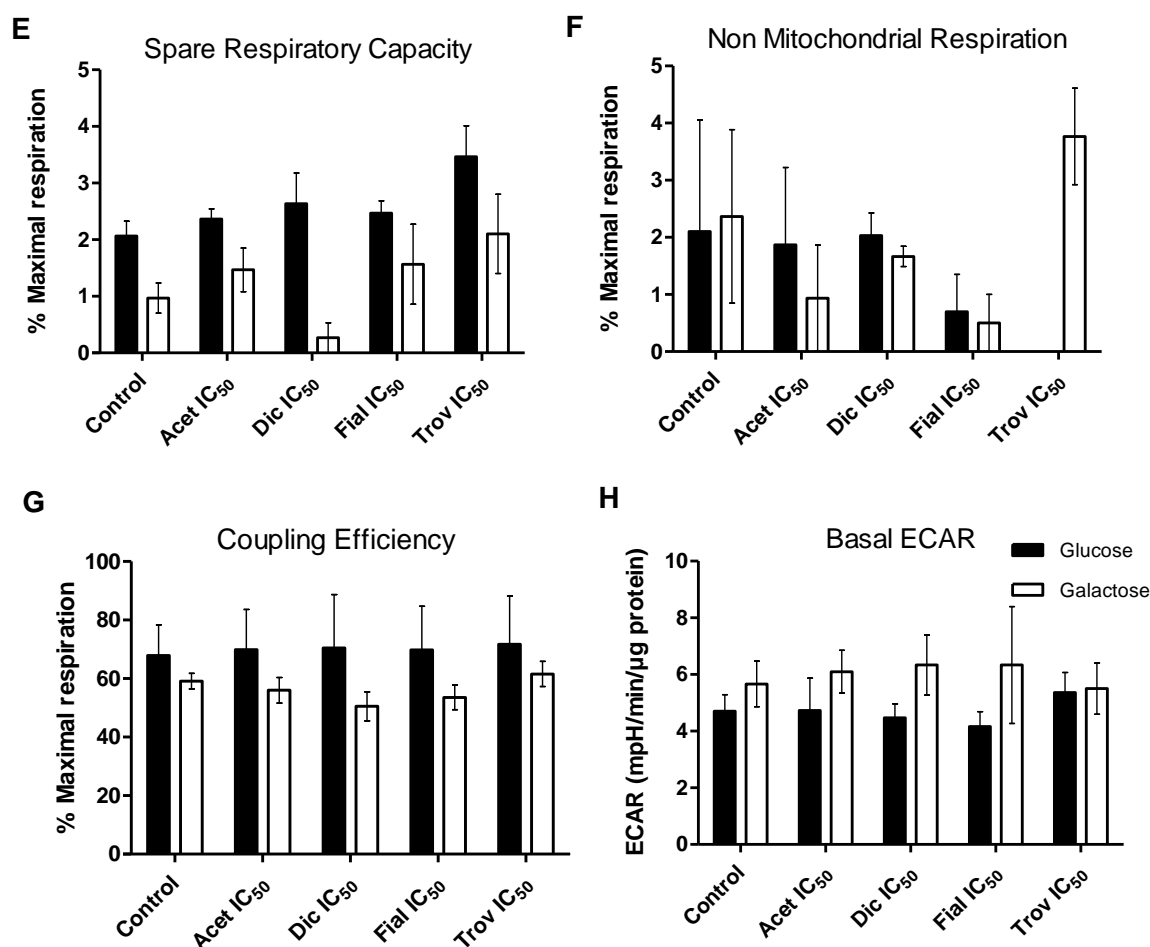 E
Spare Respiratory Capacity
% Maximal respiration
5
4
3
2
1
0
Control
Acet IC₅₀
Dic IC₅₀
Fial IC₅₀
Trov IC₅₀
F
Non Mitochondrial Respiration
% Maximal respiration
5
4
3
2
1
0
Control
Acet IC₅₀
Dic IC₅₀
Fial IC₅₀
Trov IC₅₀
G
Coupling Efficiency
% Maximal respiration
100
80
60
40
20
0
Control
Acet IC₅₀
Dic IC₅₀
Fial IC₅₀
Trov IC₅₀
H
Basal ECAR
Glucose
Galactose
ECAR (mpH/min/µg protein)
10
8
6
4
2
0
Control
Acet IC₅₀
Dic IC₅₀
Fial IC₅₀
Trov IC₅₀